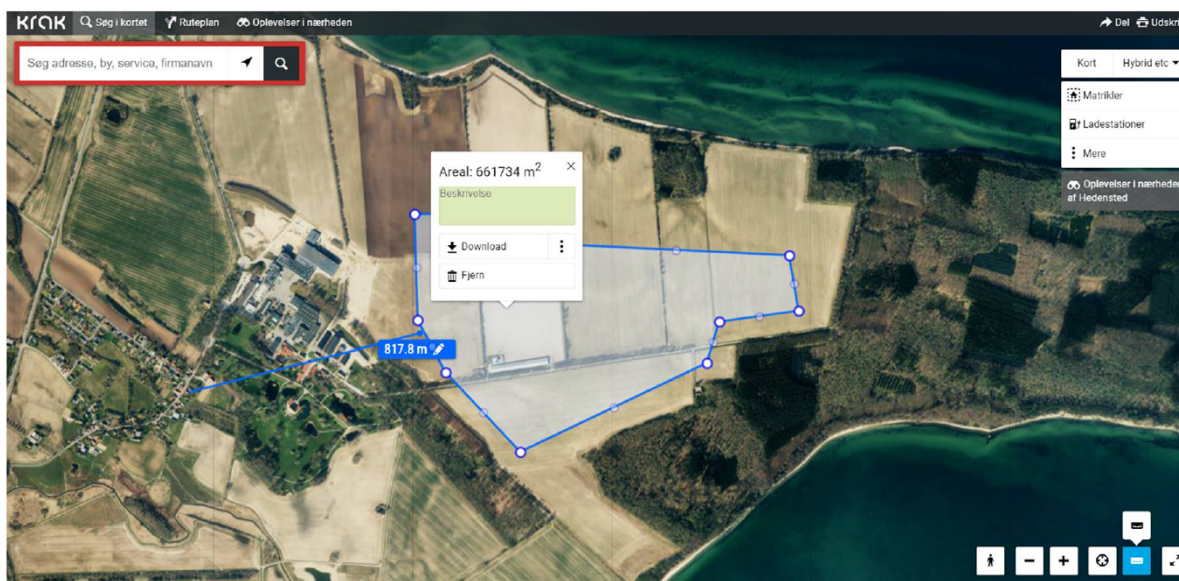 Krak Søg i kortet Ruteplan Oplevelser i nærheden Del Udskri
Søg adresse, by, service, firmanavn
Kort Hybrid etc
Matrikler
Ladestationer
Mere
Oplevelser i nærheden
af Hedensted
Areal: 661734 m²
Beskrivelse
Download
Fjern
817.8 m